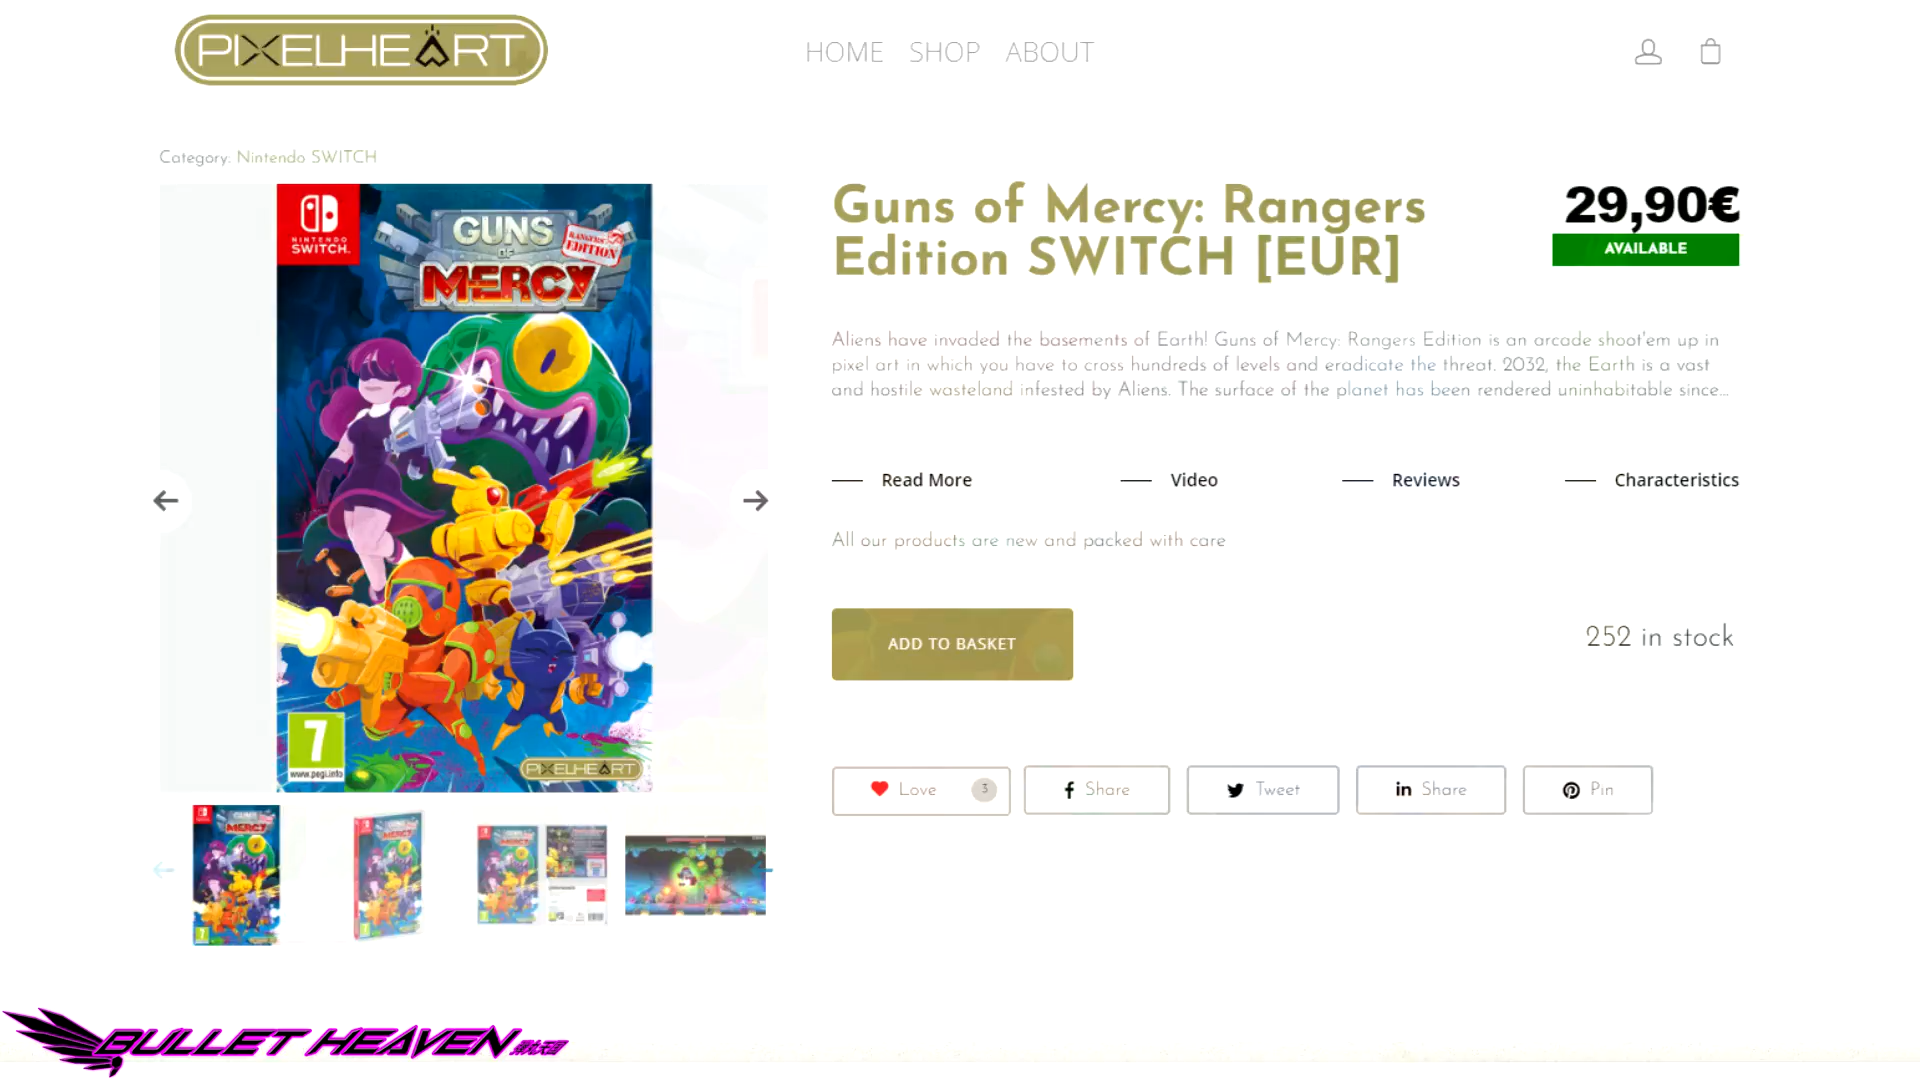 PIXELHEART
HOME SHOP ABOUT
Category: Nintendo SWITCH
NINTENDO
SWITCH.
GUNS
OF
MERCY
RANGERS
EDITION
7
www.pegi.info
PIXELHEART
Guns of Mercy: Rangers
Edition SWITCH [EUR]
29,90€
AVAILABLE
Aliens have invaded the basements of Earth! Guns of Mercy: Rangers Edition is an arcade shoot'em up in
pixel art in which you have to cross hundreds of levels and eradicate the threat. 2032, the Earth is a vast
and hostile wasteland infested by Aliens. The surface of the planet has been rendered uninhabitable since...
Read More Video Reviews Characteristics
All our products are new and packed with care
ADD TO BASKET
252 in stock
Love 3 Share Tweet Share Pin
BULLET HEAVEN